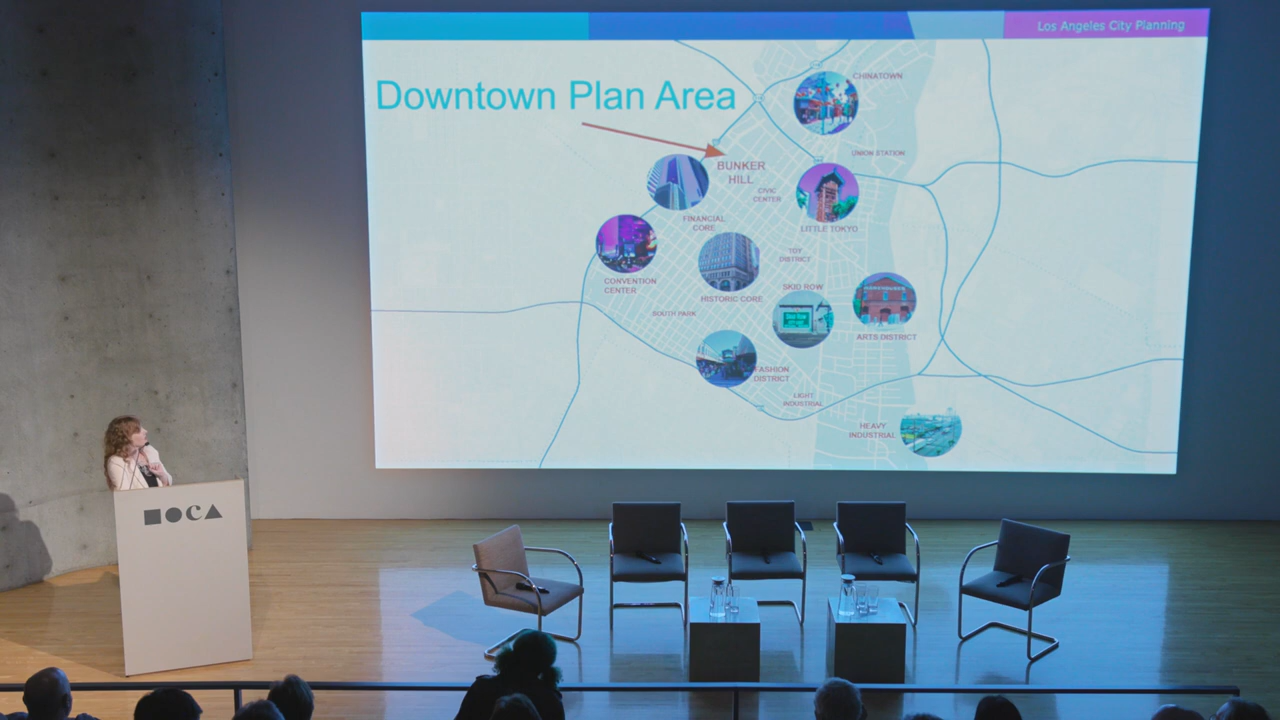 Los Angeles City Planning
Downtown Plan Area
CHINATOWN
UNION STATION
BUNKER
HILL
CIVIC
CENTER
LITTLE TOKYO
FINANCIAL
CORE
TOY
DISTRICT
CONVENTION
CENTER
HISTORIC CORE
SKID ROW
SOUTH PARK
ARTS DISTRICT
FASHION
DISTRICT
LIGHT
INDUSTRIAL
HEAVY
INDUSTRIAL
MOCA